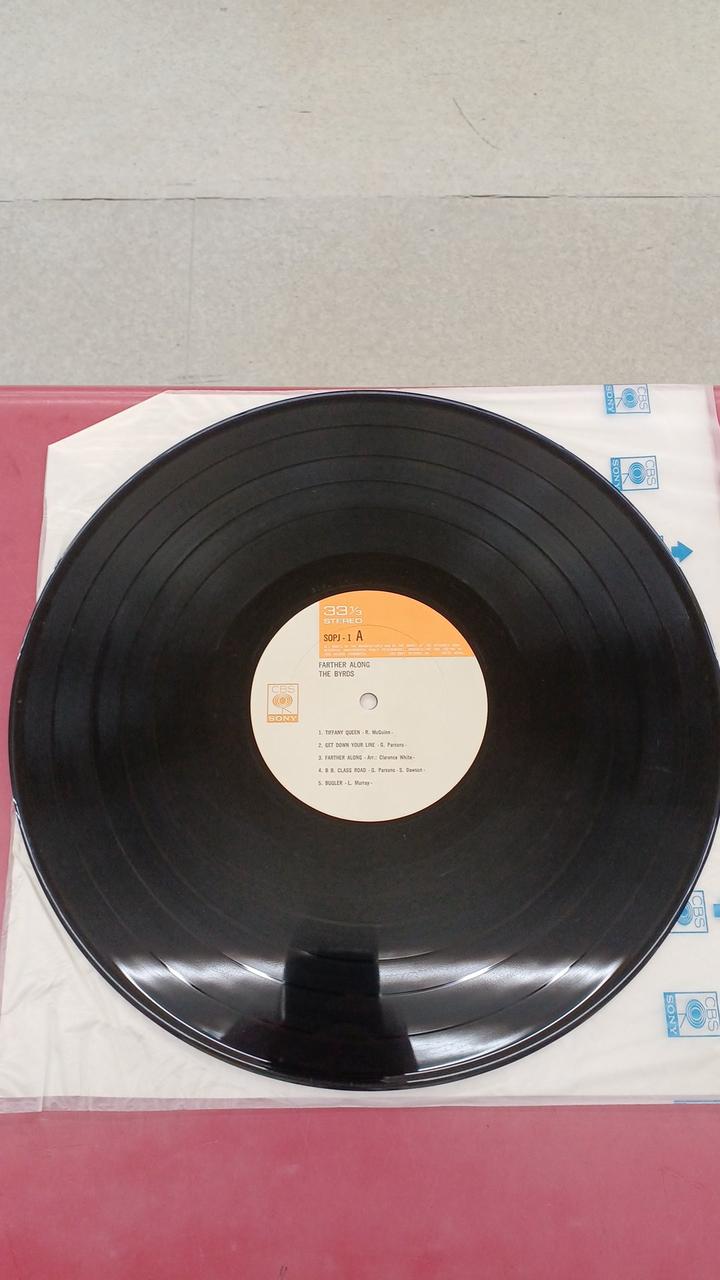 CBS
SONY
CBS
SONY
33 1/3
STEREO
SOPJ - 1 A
FARTHER ALONG
THE BYRDS
CBS
SONY
1. TIFFANY QUEEN - R. McGuinn -
2. GET DOWN YOUR LINE - G. Parsons -
3. FARTHER ALONG - Arr.: Clarence White -
4. B. B. CLASS ROAD - G. Parsons - S. Dawson -
5. BUGLER - L. Murray -
CBS
CBS
SONY